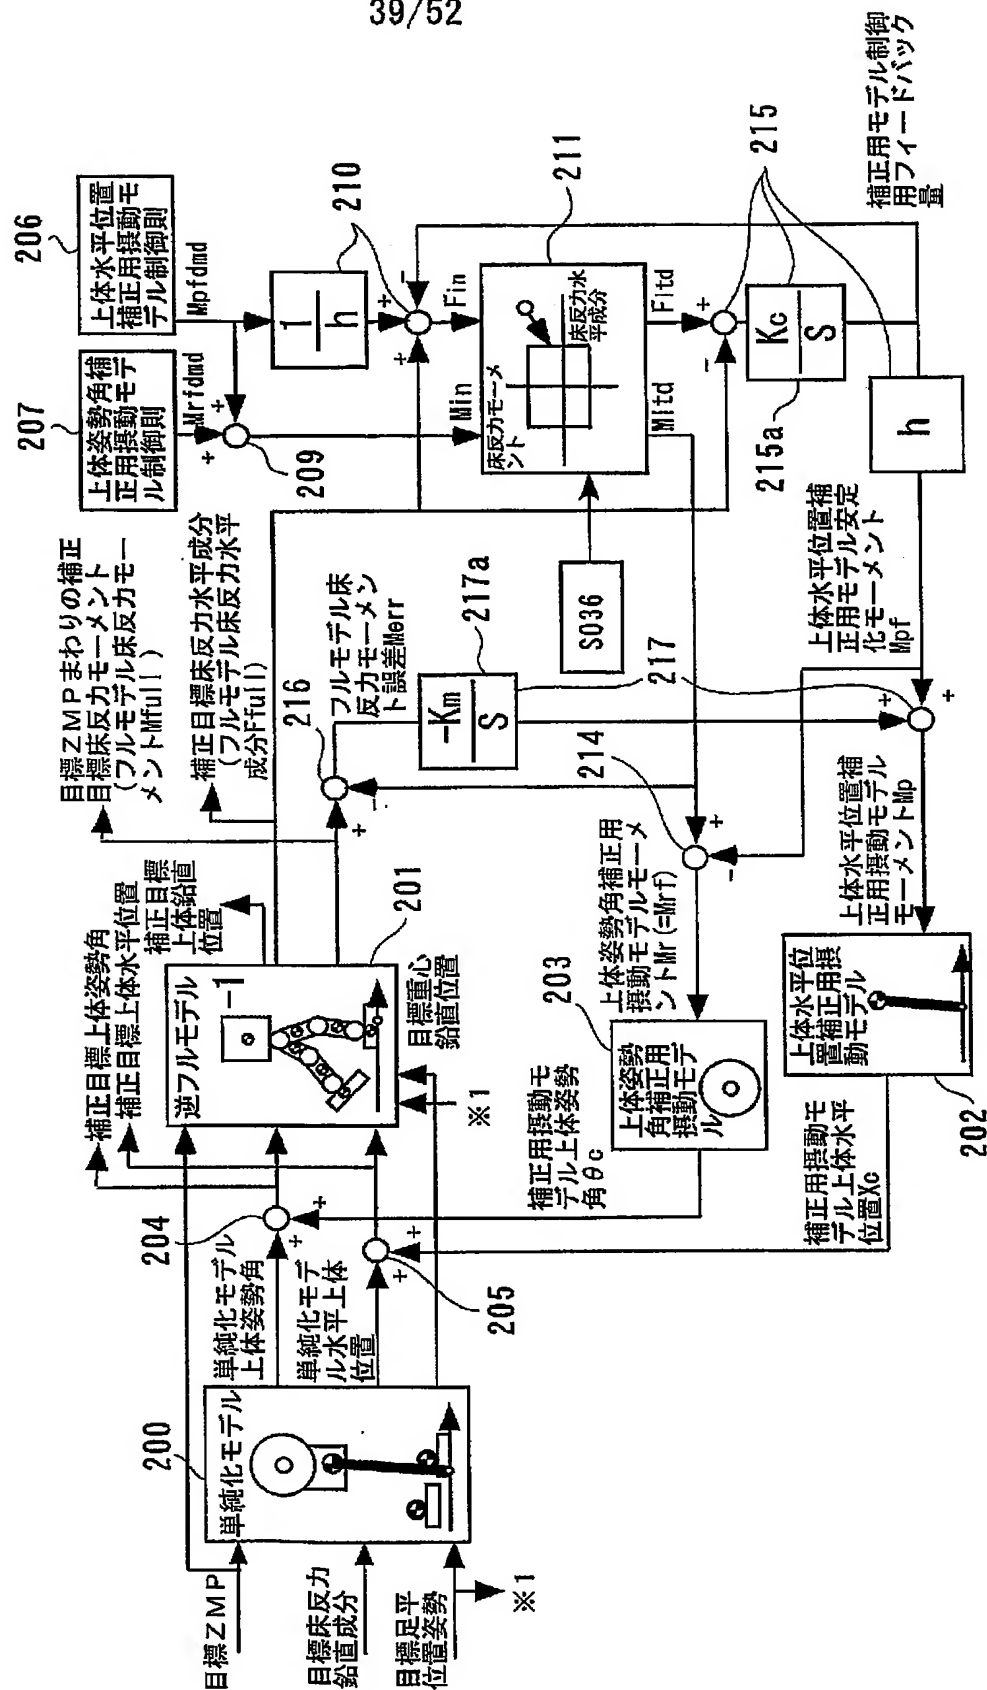 39/52
206
上体水平位置
補正用摂動モ
デル制御則
Mpfdmd
207
上体姿勢角補
正用摂動モデ
ル制御則
Mrfdmd
+
+
209
1
h
210
+
+
-
Fin
Min
211
床反力モーメ
ント
床反力水
平成分
Fltd
Mltd
S036
+
-
215
Kc
S
215a
h
補正用モデル制御
用フィードバック
量
目標ZMPまわりの補正
目標床反力モーメント
(フルモデル床反力モー
メントMfull)
補正目標床反力水平成分
(フルモデル床反力水平
成分Ffull)
フルモデル床
反力モーメン
ト誤差Merr
216
+
-
217a
-Km
S
217
214
+
-
上体水平位置補
正用モデル安定
化モーメント
Mpf
+
+
上体水平位置補
正用摂動モデル
モーメントMp
上体姿勢角補正用
摂動モデルモーメ
ントMr(=Mrf)
補正目標上体姿勢角
補正目標上体水平位置
補正目標
上体鉛直
位置
201
逆フルモデル
-1
目標重心
鉛直位置
※1
203
上体姿勢
角補正用
摂動モデ
ル
上体水平位
置補正用摂
動モデル
202
補正用摂動モ
デル上体姿勢
角θc
補正用摂動モ
デル上体水平
位置Xc
204
+
+
205
+
+
単純化モデル
上体姿勢角
単純化モデ
ル水平上体
位置
200
単純化モデル
目標ZMP
目標床反力
鉛直成分
目標足平
位置姿勢
※1